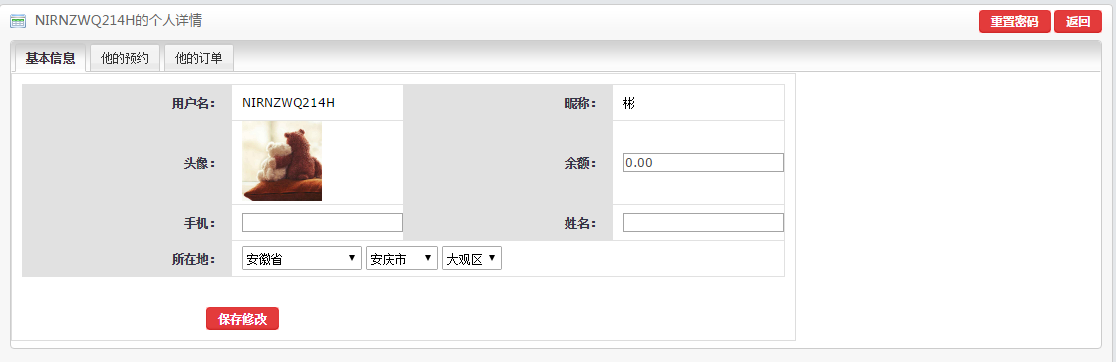 NIRNZWQ214H的个人详情
重置密码 返回
基本信息 他的预约 他的订单
用户名： NIRNZWQ214H 昵称： 彬
头像： 余额： 0.00
手机： 姓名：
所在地： 安徽省 安庆市 大观区
保存修改